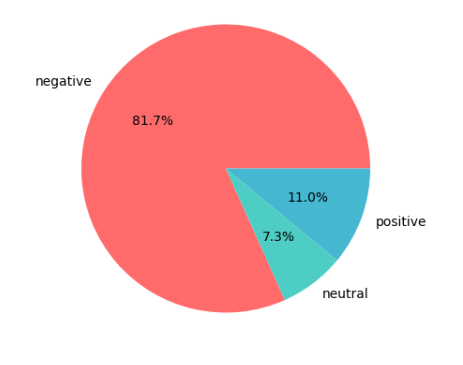 negative
81.7%
11.0%
positive
7.3%
neutral